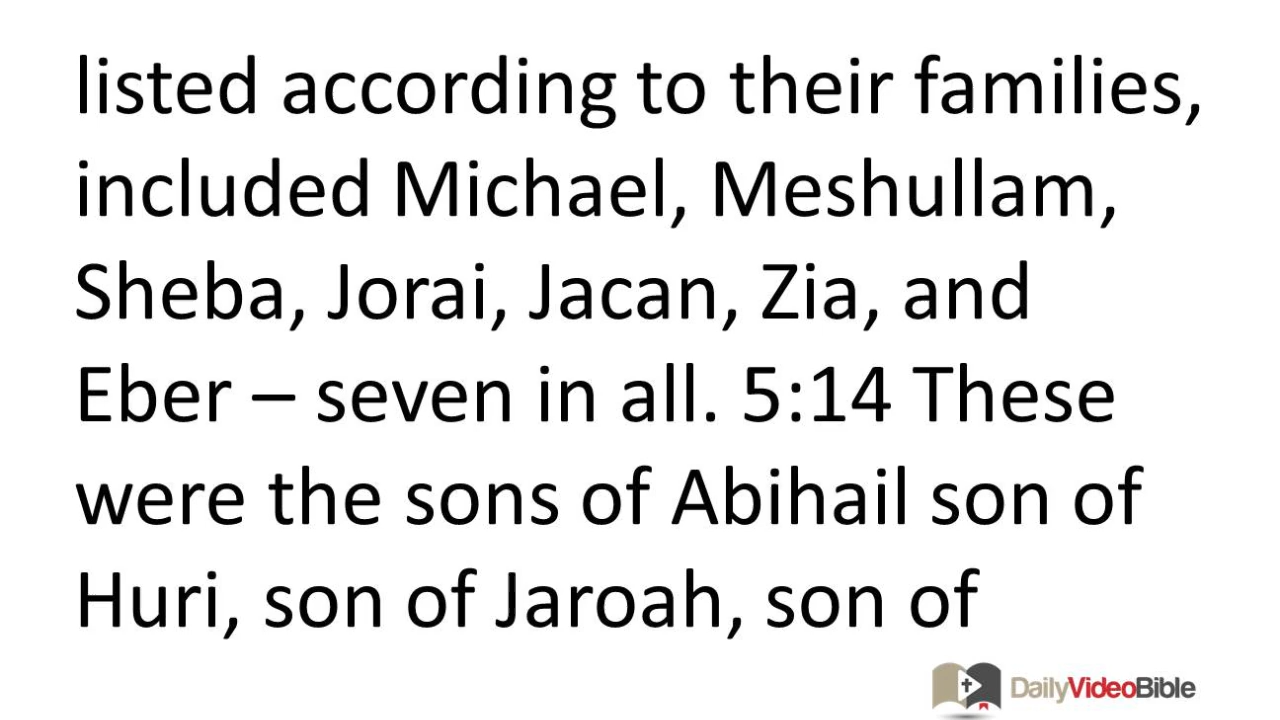 listed according to their families,
included Michael, Meshullam,
Sheba, Jorai, Jacan, Zia, and
Eber – seven in all. 5:14 These
were the sons of Abihail son of
Huri, son of Jaroah, son of
DailyVideoBible